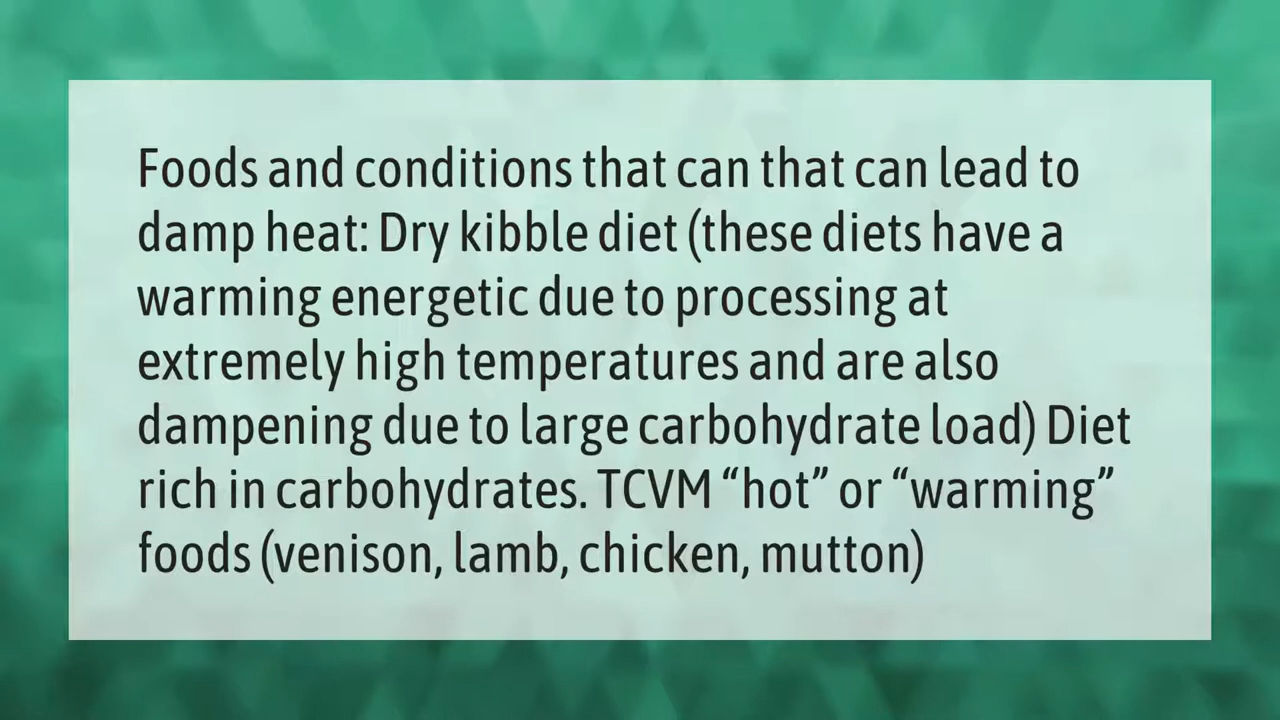 Foods and conditions that can that can lead to
damp heat: Dry kibble diet (these diets have a
warming energetic due to processing at
extremely high temperatures and are also
dampening due to large carbohydrate load) Diet
rich in carbohydrates. TCVM “hot” or “warming”
foods (venison, lamb, chicken, mutton)